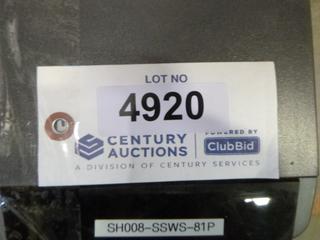 LOT NO
4920
CENTURY
AUCTIONS
POWERED BY
ClubBid
A DIVISION OF CENTURY SERVICES
SH008-SSWS-81P